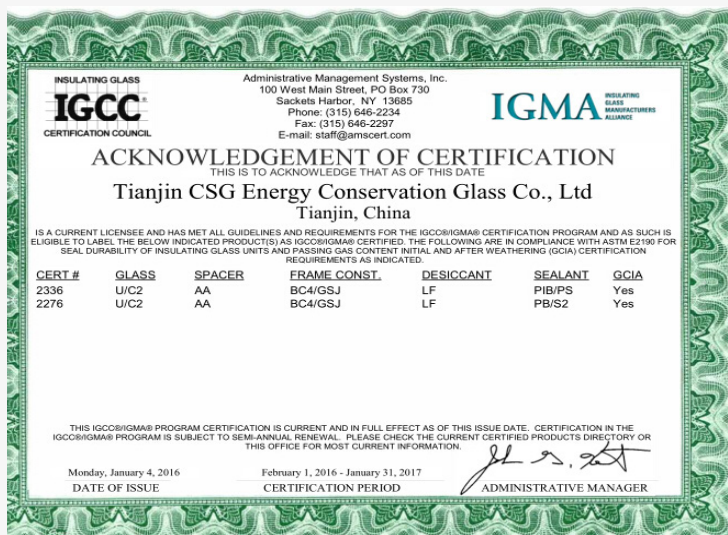 INSULATING GLASS
IGCC®
CERTIFICATION COUNCIL
Administrative Management Systems, Inc.
100 West Main Street, PO Box 730
Sackets Harbor, NY 13685
Phone: (315) 646-2234
Fax: (315) 646-2297
E-mail: staff@amscert.com
IGMA
INSULATING
GLASS
MANUFACTURERS
ALLIANCE
ACKNOWLEDGEMENT OF CERTIFICATION
THIS IS TO ACKNOWLEDGE THAT AS OF THIS DATE
Tianjin CSG Energy Conservation Glass Co., Ltd
Tianjin, China
IS A CURRENT LICENSEE AND HAS MET ALL GUIDELINES AND REQUIREMENTS FOR THE IGCC®/IGMA® CERTIFICATION PROGRAM AND AS SUCH IS
ELIGIBLE TO LABEL THE BELOW INDICATED PRODUCT(S) AS IGCC®/IGMA® CERTIFIED. THE FOLLOWING ARE IN COMPLIANCE WITH ASTM E2190 FOR
SEAL DURABILITY OF INSULATING GLASS UNITS AND PASSING GAS CONTENT INITIAL AND AFTER WEATHERING (GCIA) CERTIFICATION
REQUIREMENTS AS INDICATED.
CERT # GLASS SPACER FRAME CONST. DESICCANT SEALANT GCIA
2336 U/C2 AA BC4/GSJ LF PIB/PS Yes
2276 U/C2 AA BC4/GSJ LF PB/S2 Yes
THIS IGCC®/IGMA® PROGRAM CERTIFICATION IS CURRENT AND IN FULL EFFECT AS OF THIS ISSUE DATE. CERTIFICATION IN THE
IGCC®/IGMA® PROGRAM IS SUBJECT TO SEMI-ANNUAL RENEWAL. PLEASE CHECK THE CURRENT CERTIFIED PRODUCTS DIRECTORY OR
THIS OFFICE FOR MOST CURRENT INFORMATION.
Monday, January 4, 2016 February 1, 2016 - January 31, 2017
DATE OF ISSUE CERTIFICATION PERIOD ADMINISTRATIVE MANAGER